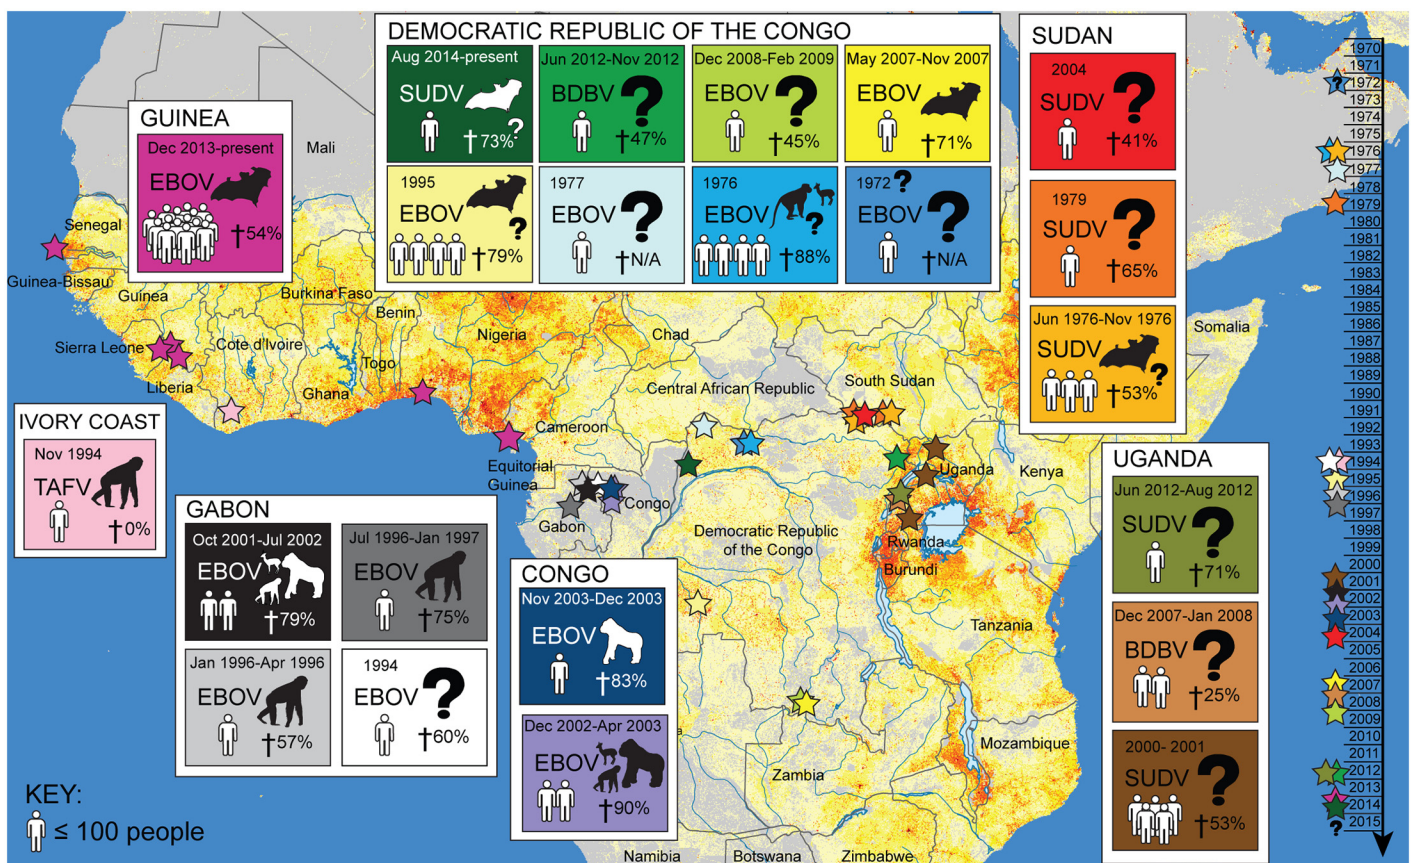 DEMOCRATIC REPUBLIC OF THE CONGO
Aug 2014-present
SUDV
?
†73%
Jun 2012-Nov 2012
BDBV ?
†47%
Dec 2008-Feb 2009
EBOV ?
†45%
May 2007-Nov 2007
EBOV
†71%
1995
EBOV
?
†79%
1977
EBOV ?
†N/A
1976
EBOV
?
†88%
1972 ?
EBOV ?
†N/A
SUDAN
2004
SUDV ?
†41%
1979
SUDV ?
†65%
Jun 1976-Nov 1976
SUDV
?
†53%
GUINEA
Dec 2013-present
EBOV
†54%
IVORY COAST
Nov 1994
TAFV
†0%
GABON
Oct 2001-Jul 2002
EBOV
†79%
Jul 1996-Jan 1997
EBOV
†75%
Jan 1996-Apr 1996
EBOV
†57%
1994
EBOV ?
†60%
CONGO
Nov 2003-Dec 2003
EBOV
†83%
Dec 2002-Apr 2003
EBOV
†90%
UGANDA
Jun 2012-Aug 2012
SUDV ?
†71%
Dec 2007-Jan 2008
BDBV ?
†25%
2000- 2001
SUDV ?
†53%
Mali
Senegal
Guinea-Bissau
Guinea
Burkina Faso
Benin
Nigeria
Chad
Sierra Leone
Cote d'Ivoire
Togo
Liberia
Ghana
Central African Republic
South Sudan
Somalia
Cameroon
Equitorial
Guinea
Uganda
Kenya
Gabon
Congo
Democratic Republic
of the Congo
Rwanda
Burundi
Tanzania
Mozambique
Zambia
Namibia
Botswana
Zimbabwe
KEY:
≤ 100 people
1970
1971
?
1972
1973
1974
1975
1976
1977
1978
1979
1980
1981
1982
1983
1984
1985
1986
1987
1988
1989
1990
1991
1992
1993
1994
1995
1996
1997
1998
1999
2000
2001
2002
2003
2004
2005
2006
2007
2008
2009
2010
2011
2012
2013
2014
2015
?